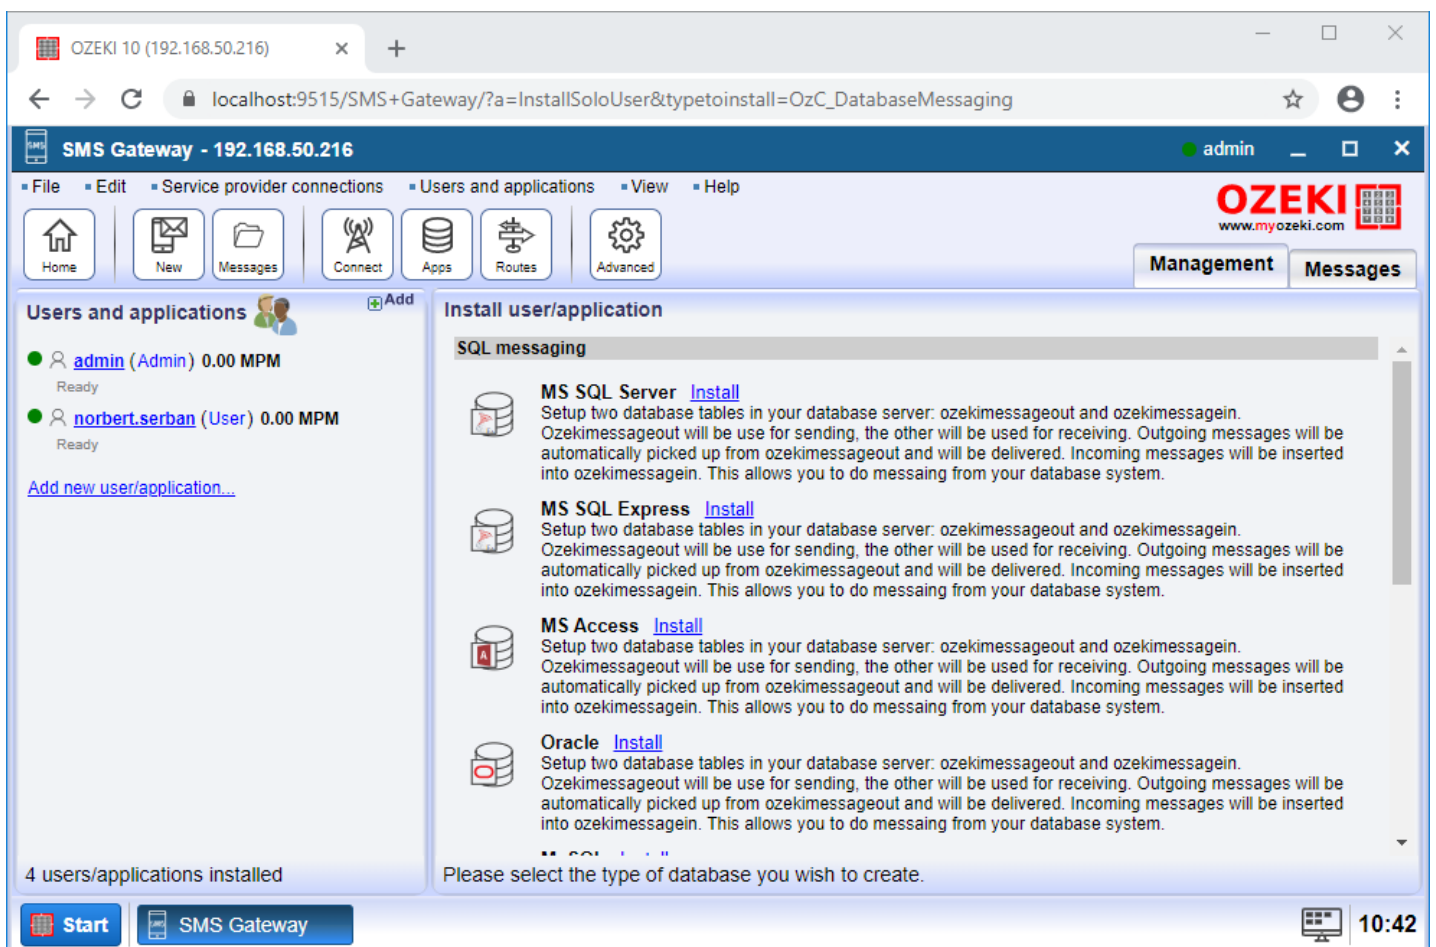 OZEKI 10 (192.168.50.216)
localhost:9515/SMS+Gateway/?a=InstallSoloUser&typetoinstall=OzC_DatabaseMessaging
SMS Gateway - 192.168.50.216
admin
File Edit Service provider connections Users and applications View Help
OZEKI
www.myozeki.com
Home New Messages Connect Apps Routes Advanced
Management Messages
Users and applications
Add
admin (Admin) 0.00 MPM
Ready
norbert.serban (User) 0.00 MPM
Ready
Add new user/application...
4 users/applications installed
Install user/application
SQL messaging
MS SQL Server Install
Setup two database tables in your database server: ozekimessageout and ozekimessagein.
Ozekimessageout will be use for sending, the other will be used for receiving. Outgoing messages will be
automatically picked up from ozekimessageout and will be delivered. Incoming messages will be inserted
into ozekimessagein. This allows you to do messaing from your database system.
MS SQL Express Install
Setup two database tables in your database server: ozekimessageout and ozekimessagein.
Ozekimessageout will be use for sending, the other will be used for receiving. Outgoing messages will be
automatically picked up from ozekimessageout and will be delivered. Incoming messages will be inserted
into ozekimessagein. This allows you to do messaing from your database system.
MS Access Install
Setup two database tables in your database server: ozekimessageout and ozekimessagein.
Ozekimessageout will be use for sending, the other will be used for receiving. Outgoing messages will be
automatically picked up from ozekimessageout and will be delivered. Incoming messages will be inserted
into ozekimessagein. This allows you to do messaing from your database system.
Oracle Install
Setup two database tables in your database server: ozekimessageout and ozekimessagein.
Ozekimessageout will be use for sending, the other will be used for receiving. Outgoing messages will be
automatically picked up from ozekimessageout and will be delivered. Incoming messages will be inserted
into ozekimessagein. This allows you to do messaing from your database system.
Please select the type of database you wish to create.
Start
SMS Gateway
10:42